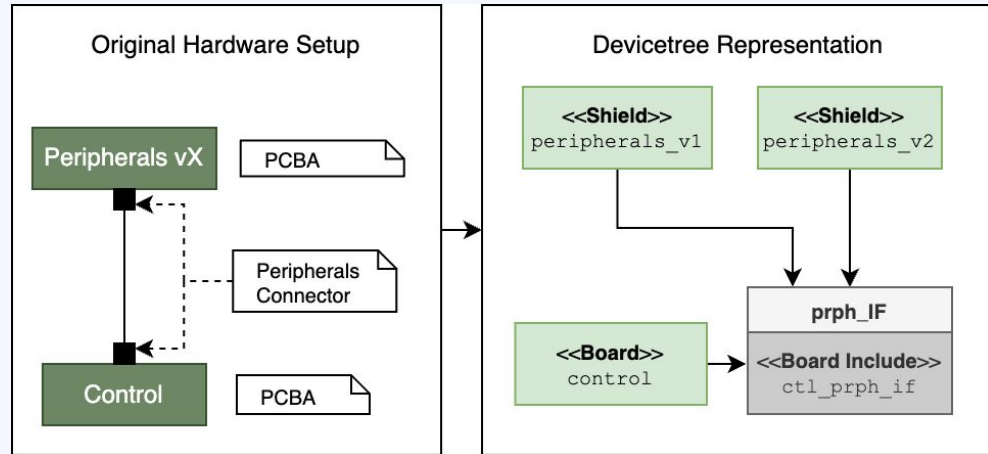 Original Hardware Setup
Peripherals vX
PCBA
Peripherals
Connector
Control
PCBA
Devicetree Representation
<<Shield>>
peripherals_v1
<<Shield>>
peripherals_v2
prph_IF
<<Board>>
control
<<Board Include>>
ctl_prph_if